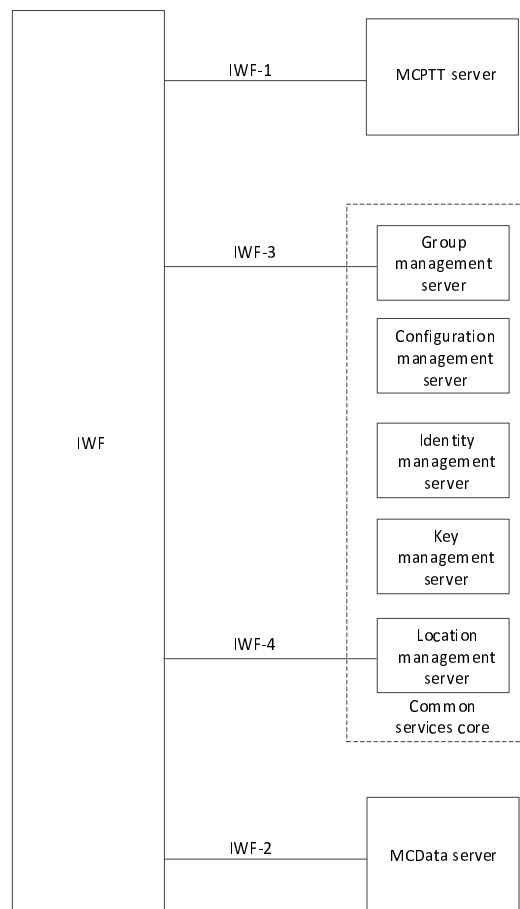 IWF-1
MCPTT server
IWF-3
Group
management
server
Configuration
management
server
IWF
Identity
management
server
Key
management
server
IWF-4
Location
management
server
Common
services core
IWF-2
MCData server